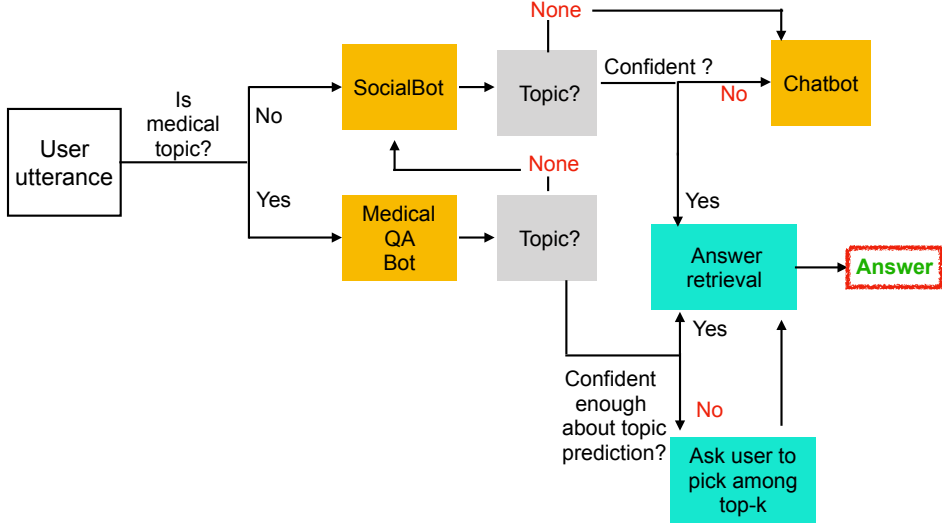 None
SocialBot
Topic?
Confident ?
No
Chatbot
Is
medical
topic?
No
User
utterance
None
Yes
Yes
Medical
QA
Bot
Topic?
Answer
retrieval
Answer
Yes
Confident
enough
about topic
prediction?
No
Ask user to
pick among
top-k